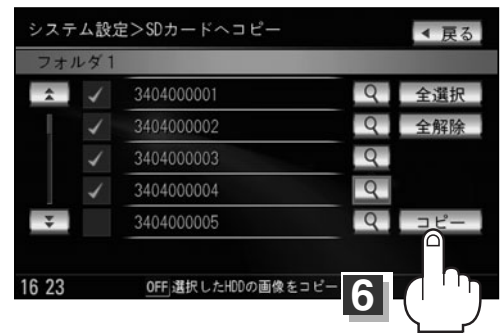 システム設定＞SDカードへコピー
◀ 戻る
フォルダ1
3404000001 全選択
3404000002 全解除
3404000003
3404000004
3404000005 コピー
16 23 OFF 選択したHDDの画像をコピー
6